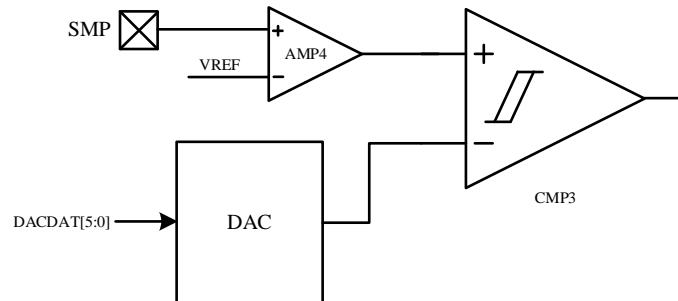 SMP
+
AMP4
VREF
−
+
−
CMP3
DAC
DACDAT[5:0]